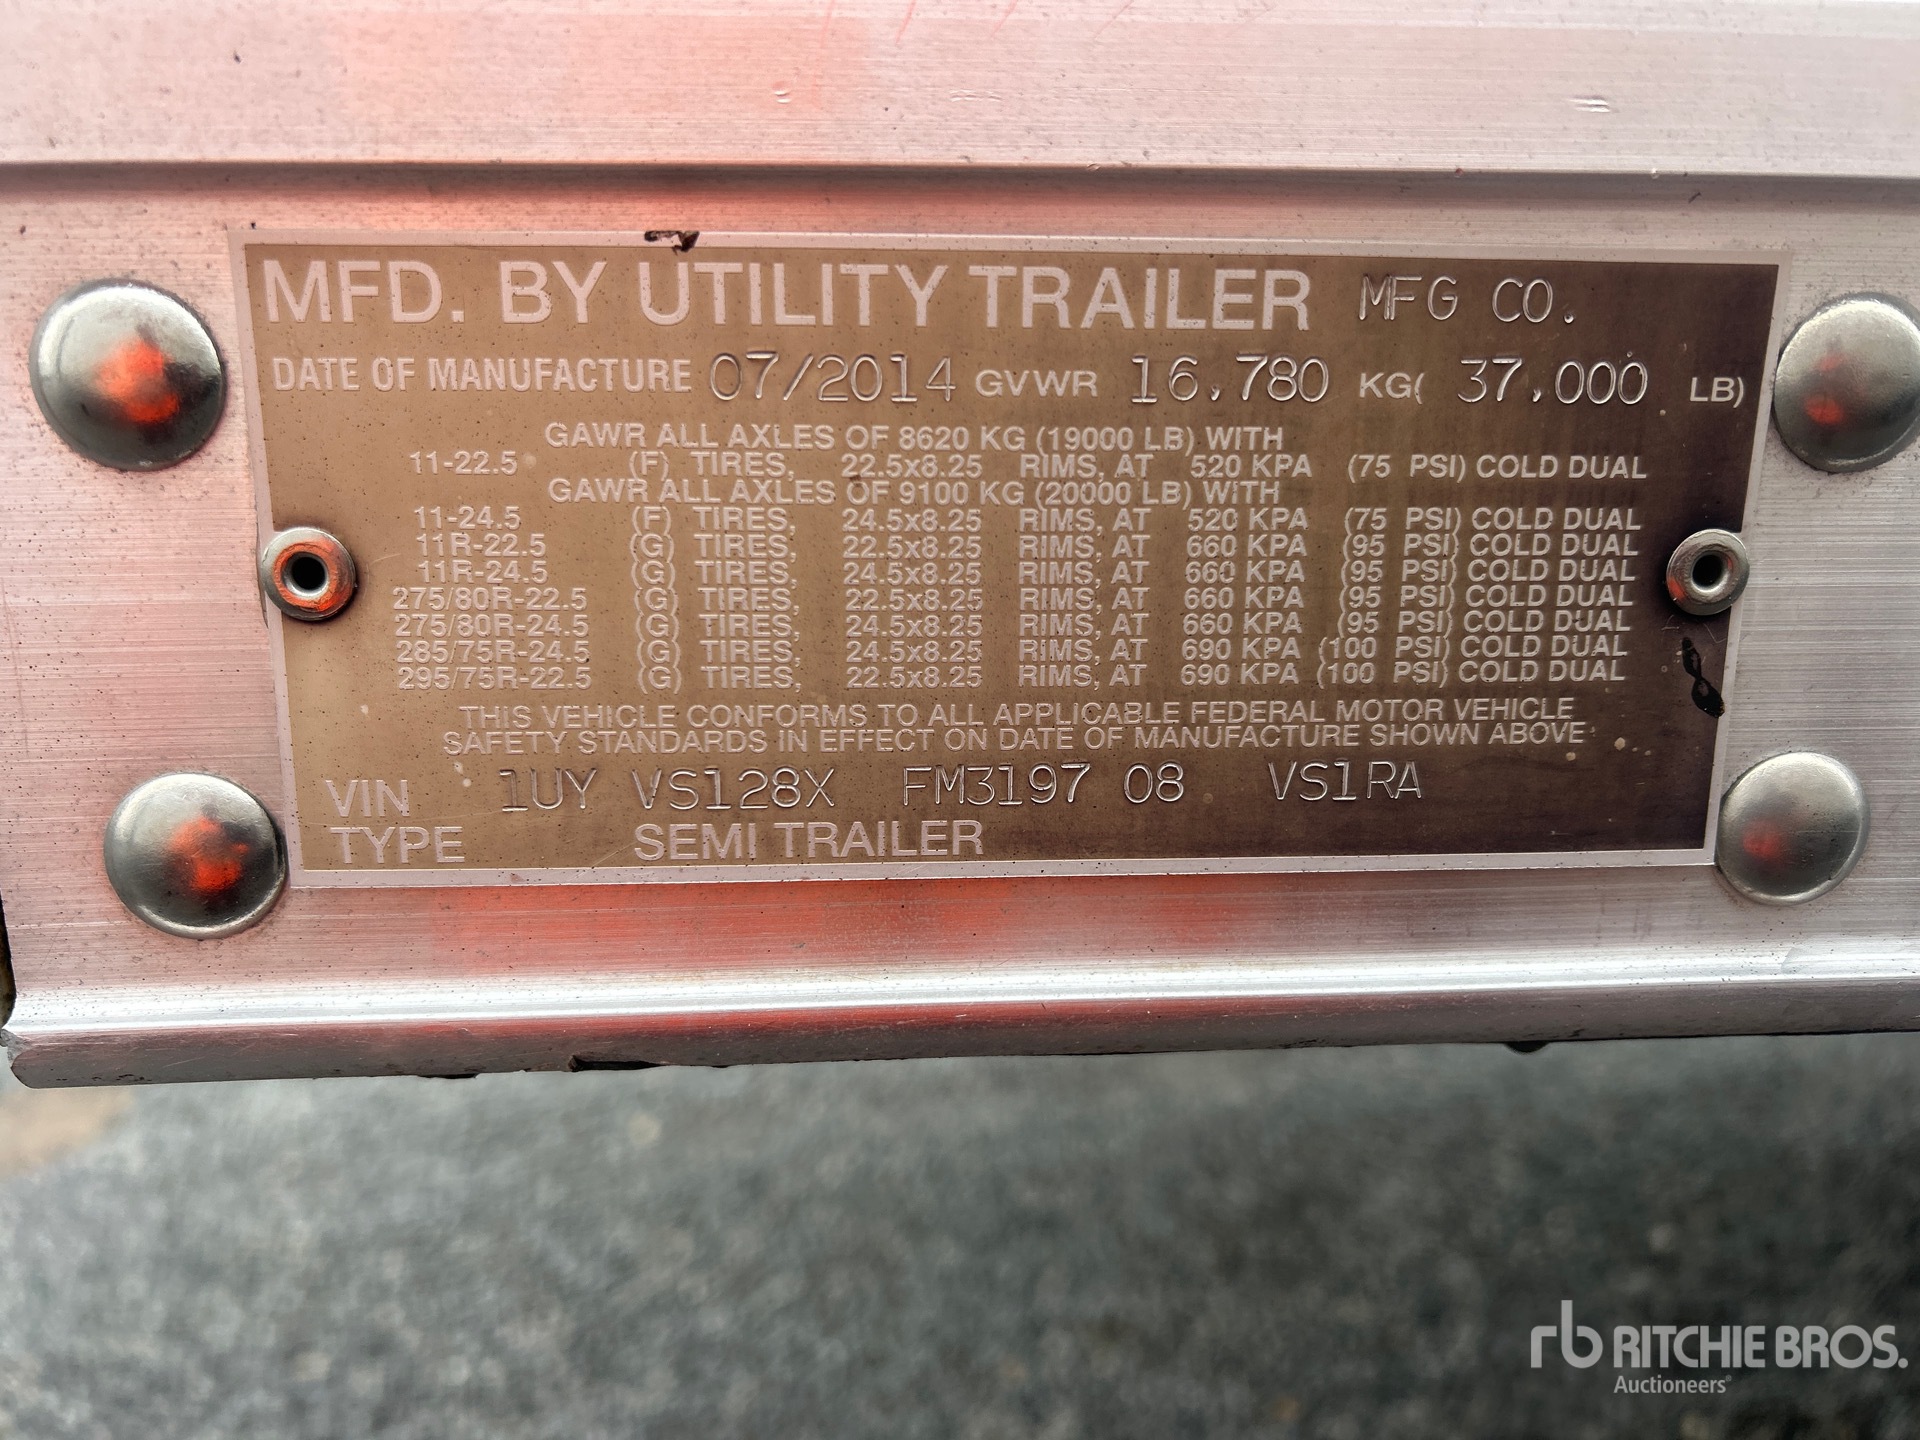 MFD. BY UTILITY TRAILER MFG CO.
DATE OF MANUFACTURE 07/2014 GVWR 16,780 KG( 37,000 LB)
GAWR ALL AXLES OF 8620 KG (19000 LB) WITH
11-22.5 (F) TIRES, 22.5x8.25 RIMS, AT 520 KPA (75 PSI) COLD DUAL
GAWR ALL AXLES OF 9100 KG (20000 LB) WITH
11-24.5 (F) TIRES, 24.5x8.25 RIMS, AT 520 KPA (75 PSI) COLD DUAL
11R-22.5 (G) TIRES, 22.5x8.25 RIMS, AT 660 KPA (95 PSI) COLD DUAL
11R-24.5 (G) TIRES, 24.5x8.25 RIMS, AT 660 KPA (95 PSI) COLD DUAL
275/80R-22.5 (G) TIRES, 22.5x8.25 RIMS, AT 660 KPA (95 PSI) COLD DUAL
275/80R-24.5 (G) TIRES, 24.5x8.25 RIMS, AT 660 KPA (95 PSI) COLD DUAL
285/75R-24.5 (G) TIRES, 24.5x8.25 RIMS, AT 690 KPA (100 PSI) COLD DUAL
295/75R-22.5 (G) TIRES, 22.5x8.25 RIMS, AT 690 KPA (100 PSI) COLD DUAL
THIS VEHICLE CONFORMS TO ALL APPLICABLE FEDERAL MOTOR VEHICLE
SAFETY STANDARDS IN EFFECT ON DATE OF MANUFACTURE SHOWN ABOVE
VIN 1UY VS128X FM3197 08 VS1RA
TYPE SEMI TRAILER
rb RITCHIE BROS.
Auctioneers®